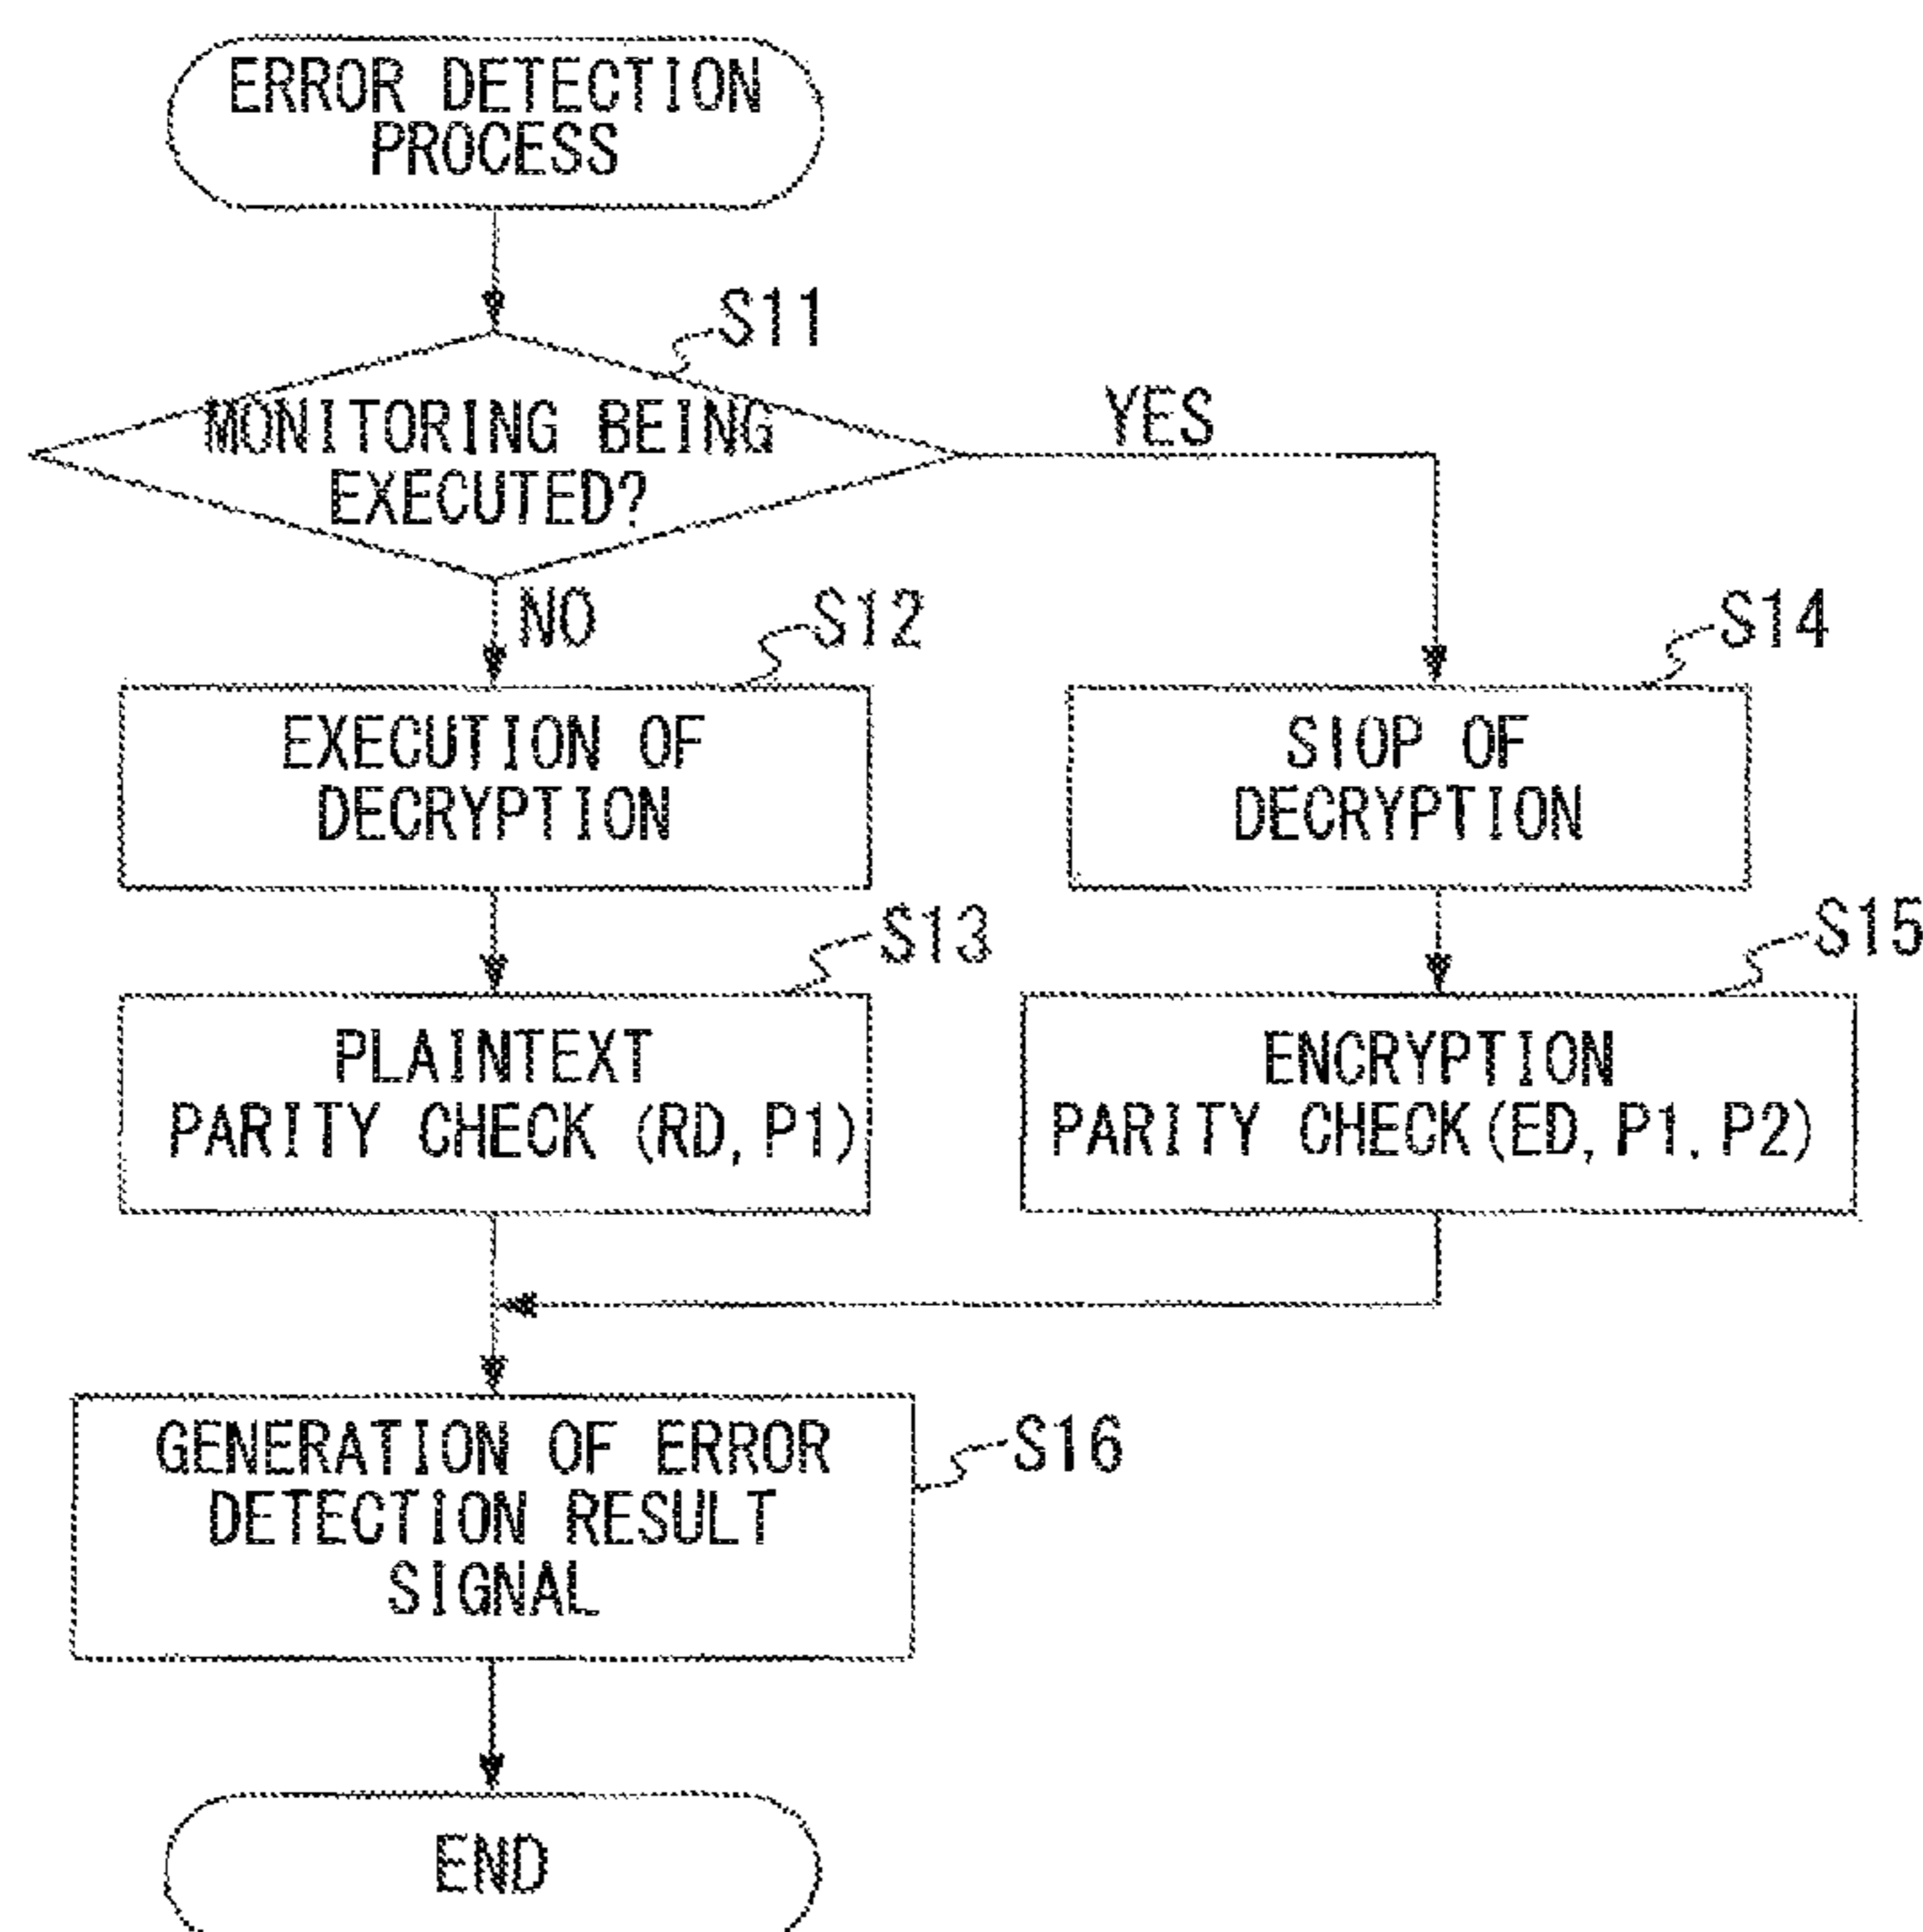 ERROR DETECTION
PROCESS
S11
MONITORING BEING
EXECUTED?
YES
NO
S12
EXECUTION OF
DECRYPTION
S14
SIOP OF
DECRYPTION
S13
PLAINTEXT
PARITY CHECK (RD, P1)
S15
ENCRYPTION
PARITY CHECK(ED, P1. P2)
GENERATION OF ERROR
DETECTION RESULT
SIGNAL
S16
END